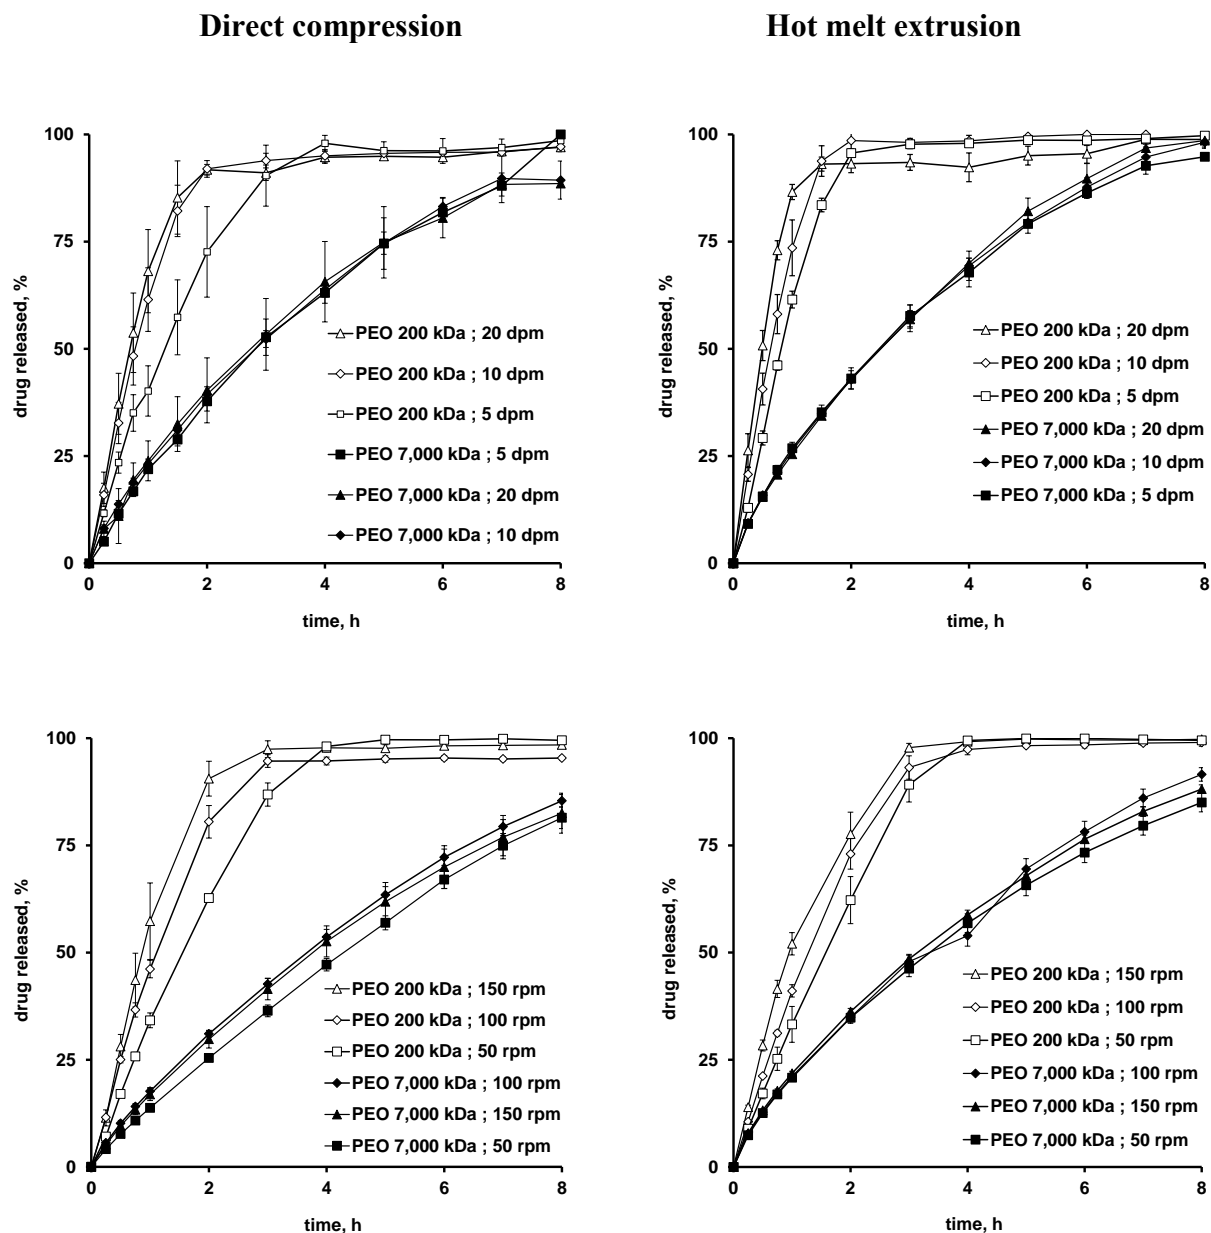 Direct compression
Hot melt extrusion
100
75
50
25
0
drug released, %
PEO 200 kDa ; 20 dpm
PEO 200 kDa ; 10 dpm
PEO 200 kDa ; 5 dpm
PEO 7,000 kDa ; 5 dpm
PEO 7,000 kDa ; 20 dpm
PEO 7,000 kDa ; 10 dpm
0 2 4 6 8
time, h
100
75
50
25
0
drug released, %
PEO 200 kDa ; 20 dpm
PEO 200 kDa ; 10 dpm
PEO 200 kDa ; 5 dpm
PEO 7,000 kDa ; 20 dpm
PEO 7,000 kDa ; 10 dpm
PEO 7,000 kDa ; 5 dpm
0 2 4 6 8
time, h
100
75
50
25
0
drug released, %
PEO 200 kDa ; 150 rpm
PEO 200 kDa ; 100 rpm
PEO 200 kDa ; 50 rpm
PEO 7,000 kDa ; 100 rpm
PEO 7,000 kDa ; 150 rpm
PEO 7,000 kDa ; 50 rpm
0 2 4 6 8
time, h
100
75
50
25
0
drug released, %
PEO 200 kDa ; 150 rpm
PEO 200 kDa ; 100 rpm
PEO 200 kDa ; 50 rpm
PEO 7,000 kDa ; 100 rpm
PEO 7,000 kDa ; 150 rpm
PEO 7,000 kDa ; 50 rpm
0 2 4 6 8
time, h